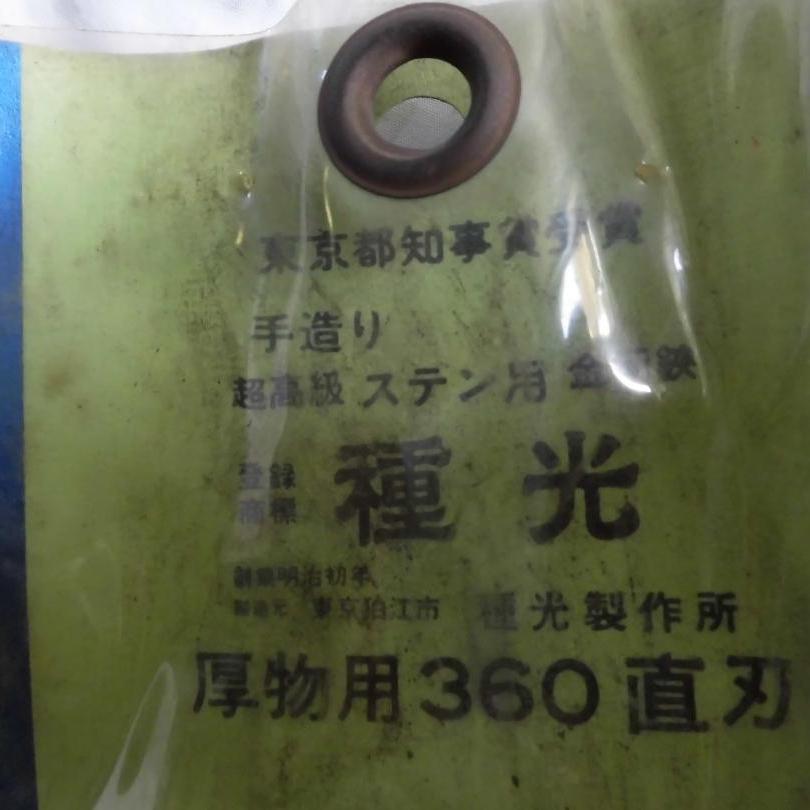 東京都知事賞受賞
手造り
超高級 ステン用 金切鋏
登録
商標
種光
創業明治初年
製造元 東京狛江市 種光製作所
厚物用360直刃